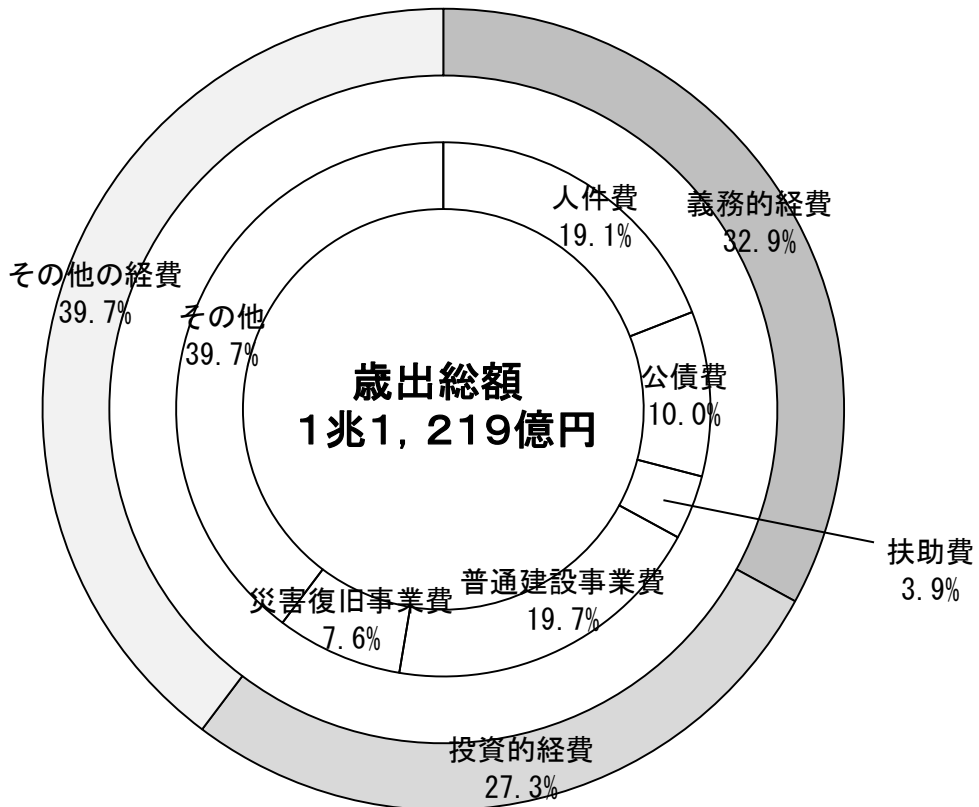 人件費
19.1%
義務的経費
32.9%
その他の経費
39.7%
その他
39.7%
歳出総額
1兆1,219億円
公債費
10.0%
扶助費
3.9%
普通建設事業費
19.7%
災害復旧事業費
7.6%
投資的経費
27.3%